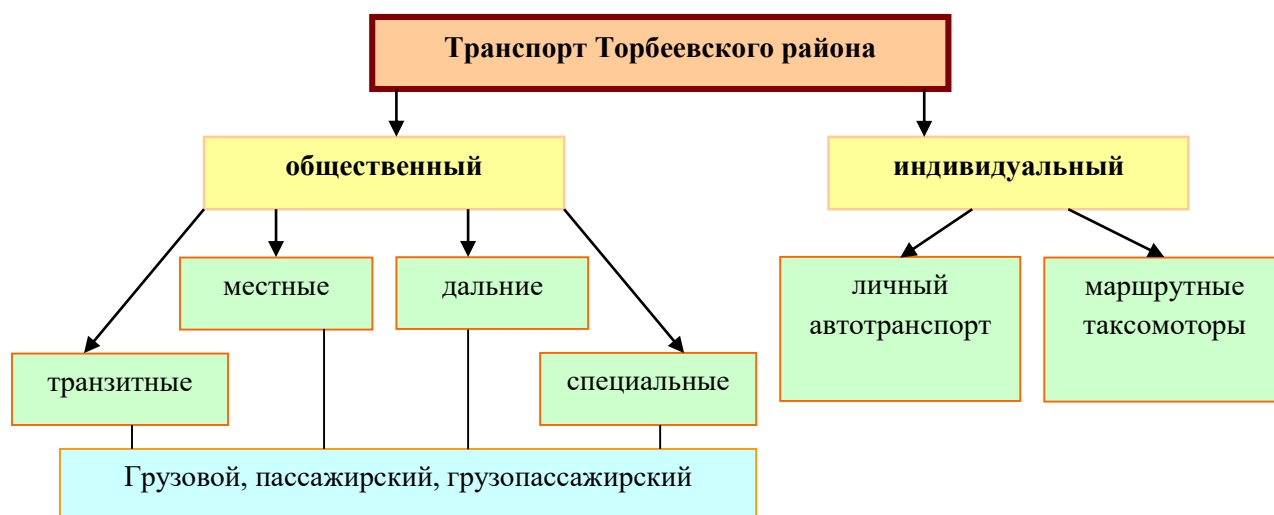 Транспорт Торбеевского района
общественный
индивидуальный
местные
дальние
личный
автотранспорт
маршрутные
таксомоторы
транзитные
специальные
Грузовой, пассажирский, грузопассажирский